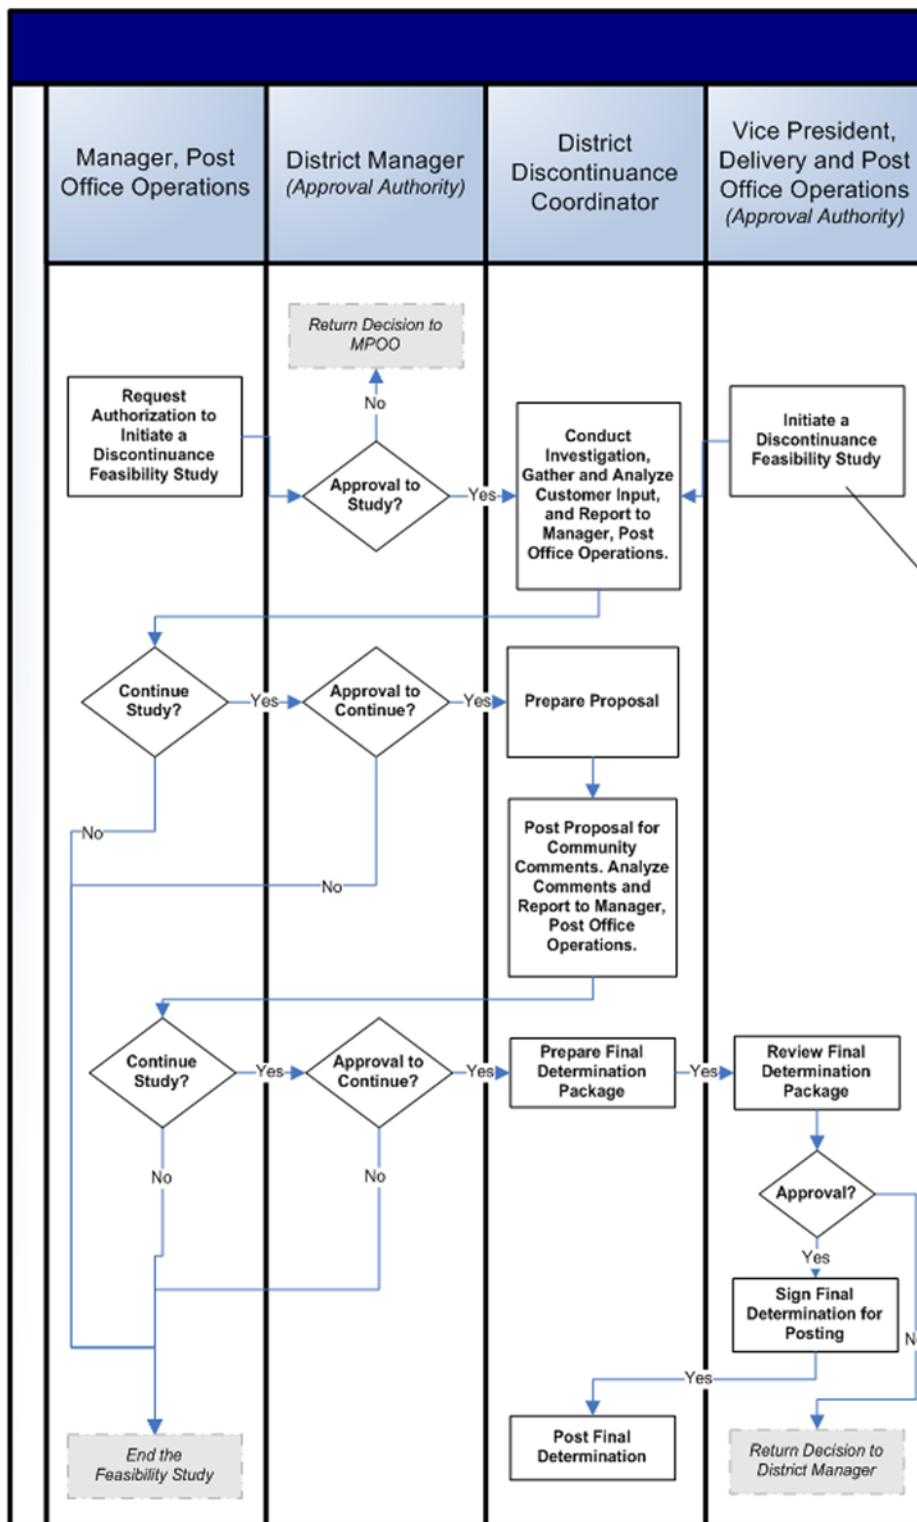 Manager, Post
Office Operations
District Manager
(Approval Authority)
District
Discontinuance
Coordinator
Vice President,
Delivery and Post
Office Operations
(Approval Authority)
Return Decision to
MPOO
No
Request
Authorization to
Initiate a
Discontinuance
Feasibility Study
Approval to
Study?
Yes
Conduct
Investigation,
Gather and Analyze
Customer Input,
and Report to
Manager, Post
Office Operations.
Initiate a
Discontinuance
Feasibility Study
Continue
Study?
Yes
Approval to
Continue?
Yes
Prepare Proposal
No
No
Post Proposal for
Community
Comments. Analyze
Comments and
Report to Manager,
Post Office
Operations.
Continue
Study?
Yes
Approval to
Continue?
Yes
Prepare Final
Determination
Package
Yes
Review Final
Determination
Package
No
No
Approval?
Yes
Sign Final
Determination for
Posting
Yes
Post Final
Determination
End the
Feasibility Study
Return Decision to
District Manager